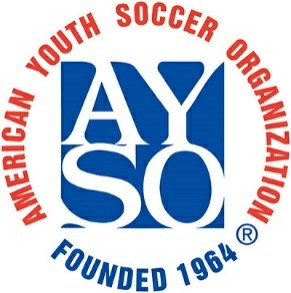 AMERICAN YOUTH SOCCER ORGANIZATION
AY
SO
®
FOUNDED 1964